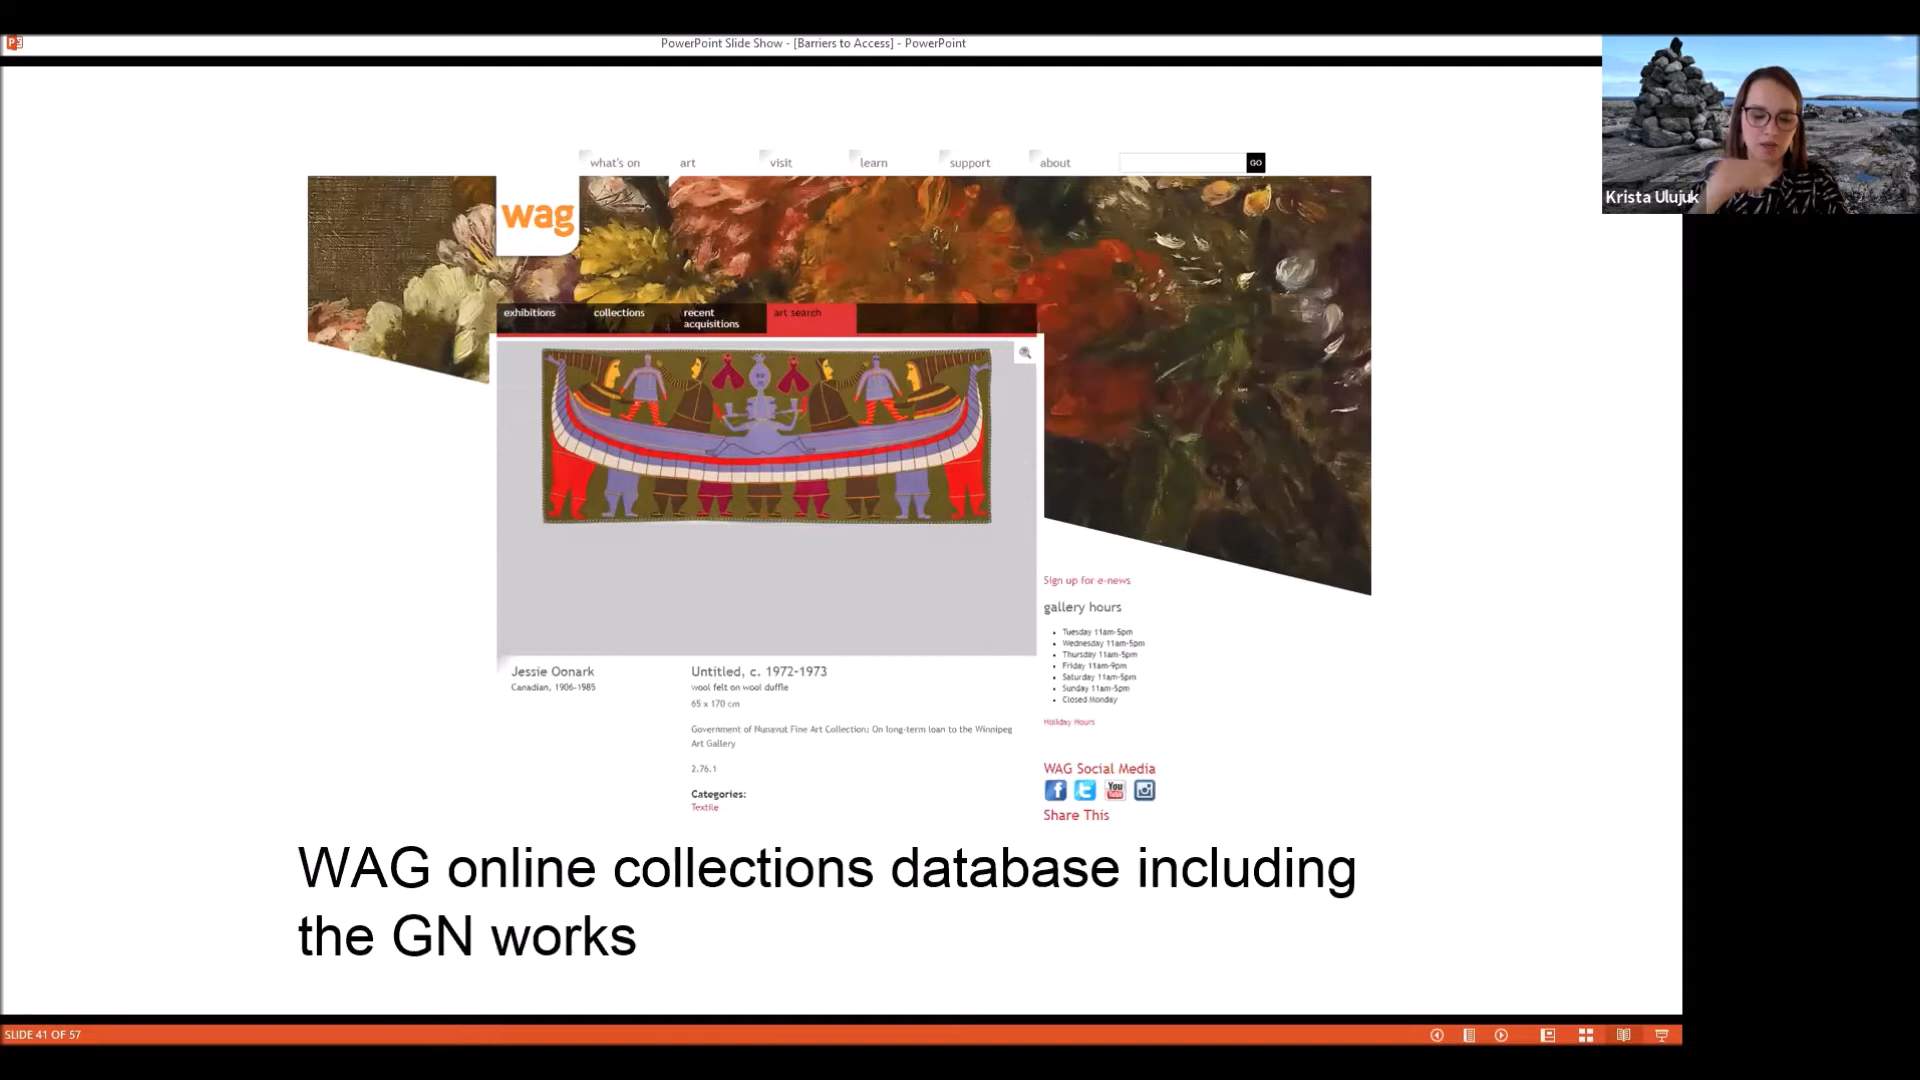 PowerPoint Slide Show - [Barriers to Access] - PowerPoint
what's on art visit learn support about GO
wag
exhibitions collections recent acquisitions art search
Krista Ulujuk
Jessie Oonark
Canadian, 1906-1985
Untitled, c. 1972-1973
wool felt on wool duffle
65 x 170 cm
Government of Nunavut Fine Art Collection; On long-term loan to the Winnipeg
Art Gallery
2.76.1
Categories:
Textile
Sign up for e-news
gallery hours
Tuesday 11am-5pm
Wednesday 11am-5pm
Thursday 11am-5pm
Friday 11am-9pm
Saturday 11am-5pm
Sunday 11am-5pm
Closed Monday
Holiday Hours
WAG Social Media
You Tube
Share This
WAG online collections database including
the GN works
SLIDE 41 OF 57